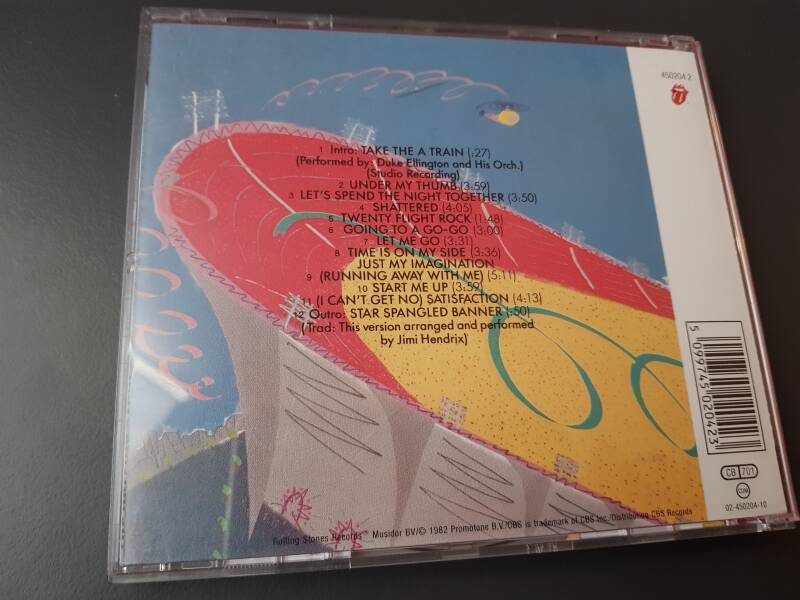 450204 2
1 Intro: TAKE THE A TRAIN (:27)
(Performed by: Duke Ellington and His Orch.)
(Studio Recording)
2 UNDER MY THUMB (3:59)
3 LET'S SPEND THE NIGHT TOGETHER (3:50)
4 SHATTERED (4:05)
5 TWENTY FLIGHT ROCK (1:48)
6 GOING TO A GO-GO (3:00)
7 LET ME GO (3:31)
8 TIME IS ON MY SIDE (3:36)
JUST MY IMAGINATION
9 (RUNNING AWAY WITH ME) (5:11)
10 START ME UP (3:59)
11 (I CAN'T GET NO) SATISFACTION (4:13)
12 Outro: STAR SPANGLED BANNER (:50)
(Trad: This version arranged and performed
by Jimi Hendrix)
5 099745 020423
CB 701
02-450204-10
Rolling Stones Records Musidor BV/© 1982 Promotone B.V./CBS is trademark of CBS Inc./Distribution CBS Records